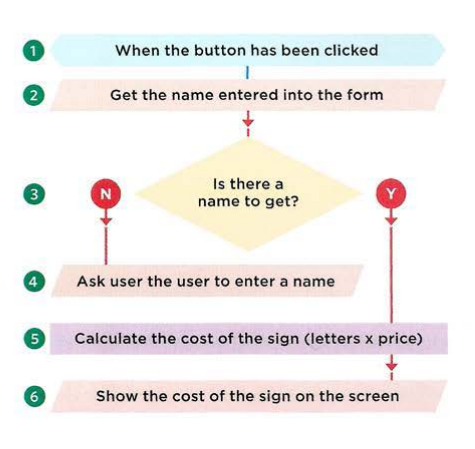 1 When the button has been clicked
2 Get the name entered into the form
Is there a
3 N name to get? Y
4 Ask user the user to enter a name
5 Calculate the cost of the sign (letters x price)
6 Show the cost of the sign on the screen